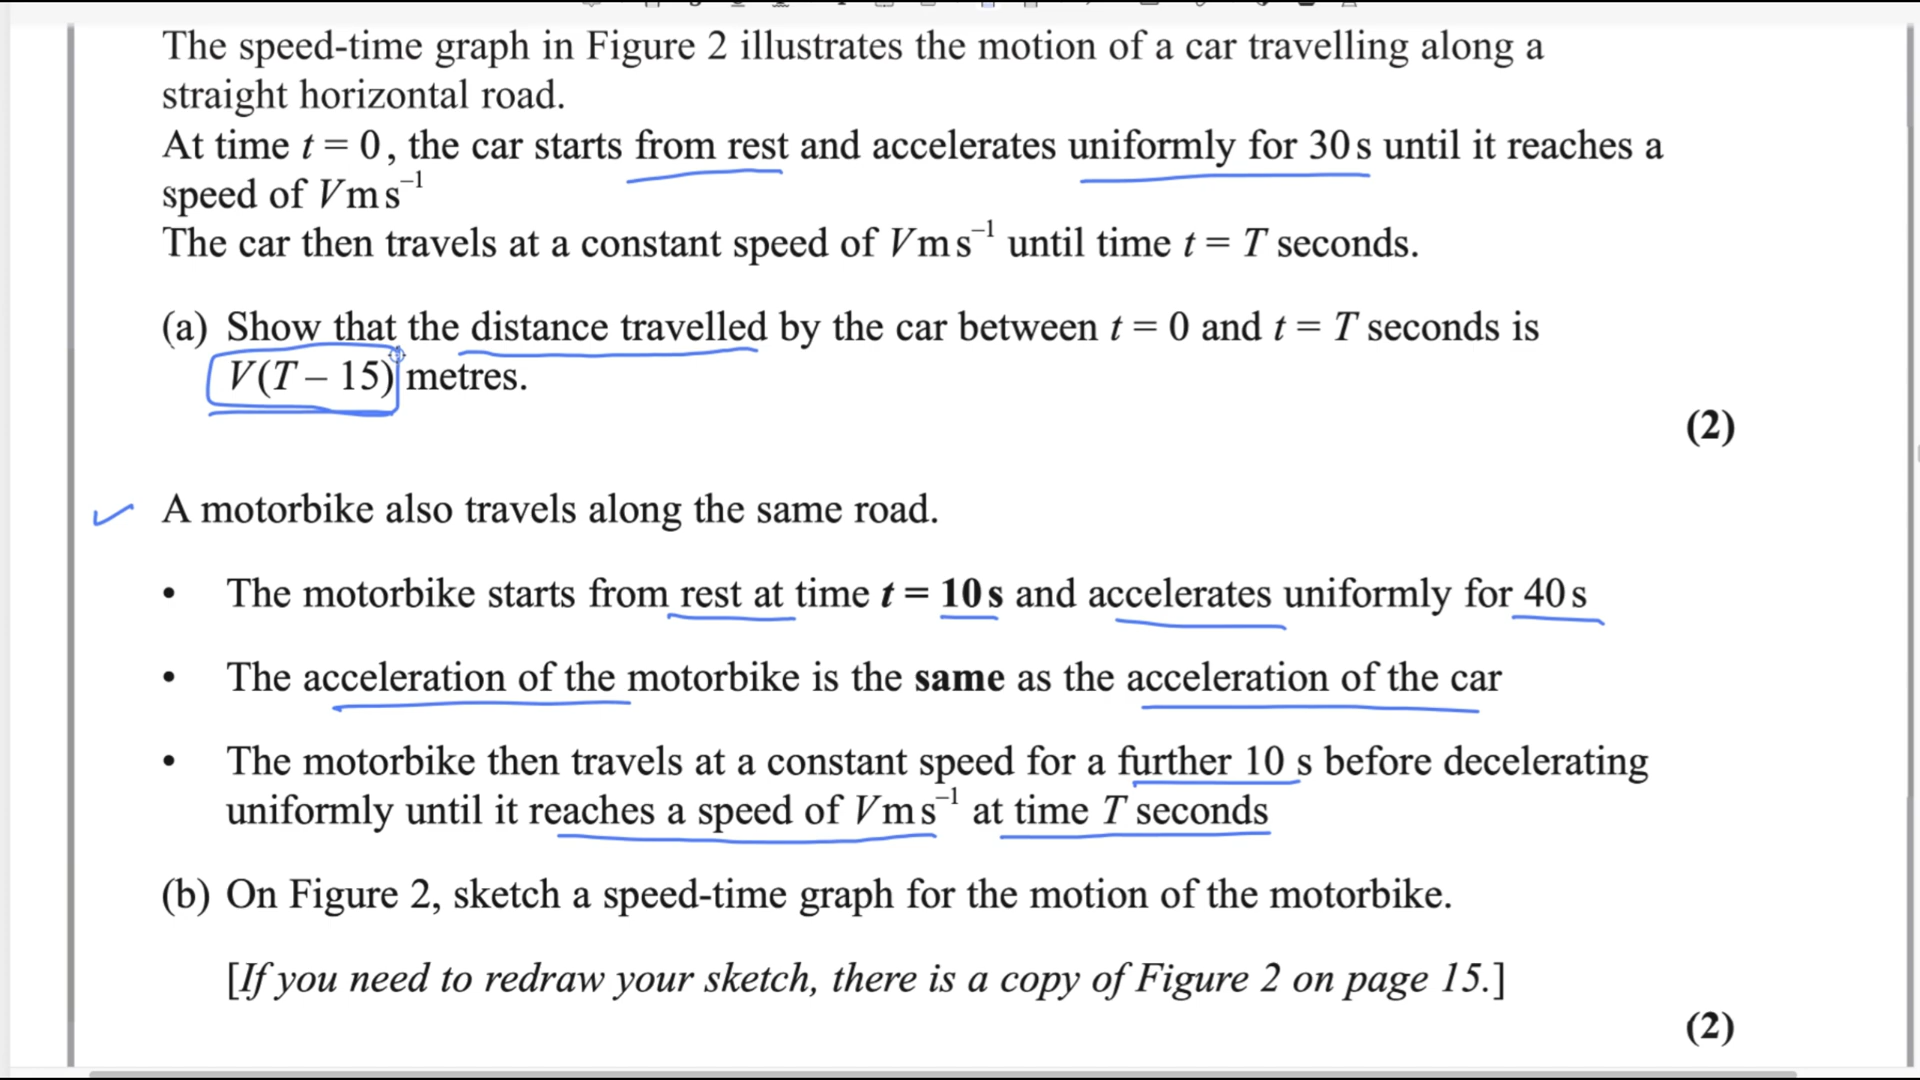 The speed-time graph in Figure 2 illustrates the motion of a car travelling along a
straight horizontal road.
At time t = 0, the car starts from rest and accelerates uniformly for 30 s until it reaches a
speed of V m s⁻¹
The car then travels at a constant speed of V m s⁻¹ until time t = T seconds.
(a) Show that the distance travelled by the car between t = 0 and t = T seconds is
V(T – 15) metres.
(2)
A motorbike also travels along the same road.
• The motorbike starts from rest at time t = 10 s and accelerates uniformly for 40 s
• The acceleration of the motorbike is the same as the acceleration of the car
• The motorbike then travels at a constant speed for a further 10 s before decelerating
uniformly until it reaches a speed of V m s⁻¹ at time T seconds
(b) On Figure 2, sketch a speed-time graph for the motion of the motorbike.
[If you need to redraw your sketch, there is a copy of Figure 2 on page 15.]
(2)